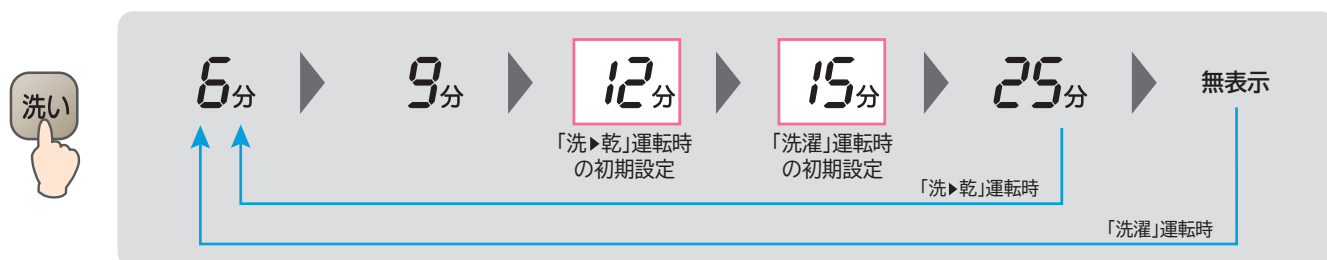 洗い
6分
9分
12分
15分
25分
無表示
「洗▶乾」運転時
の初期設定
「洗濯」運転時
の初期設定
「洗▶乾」運転時
「洗濯」運転時